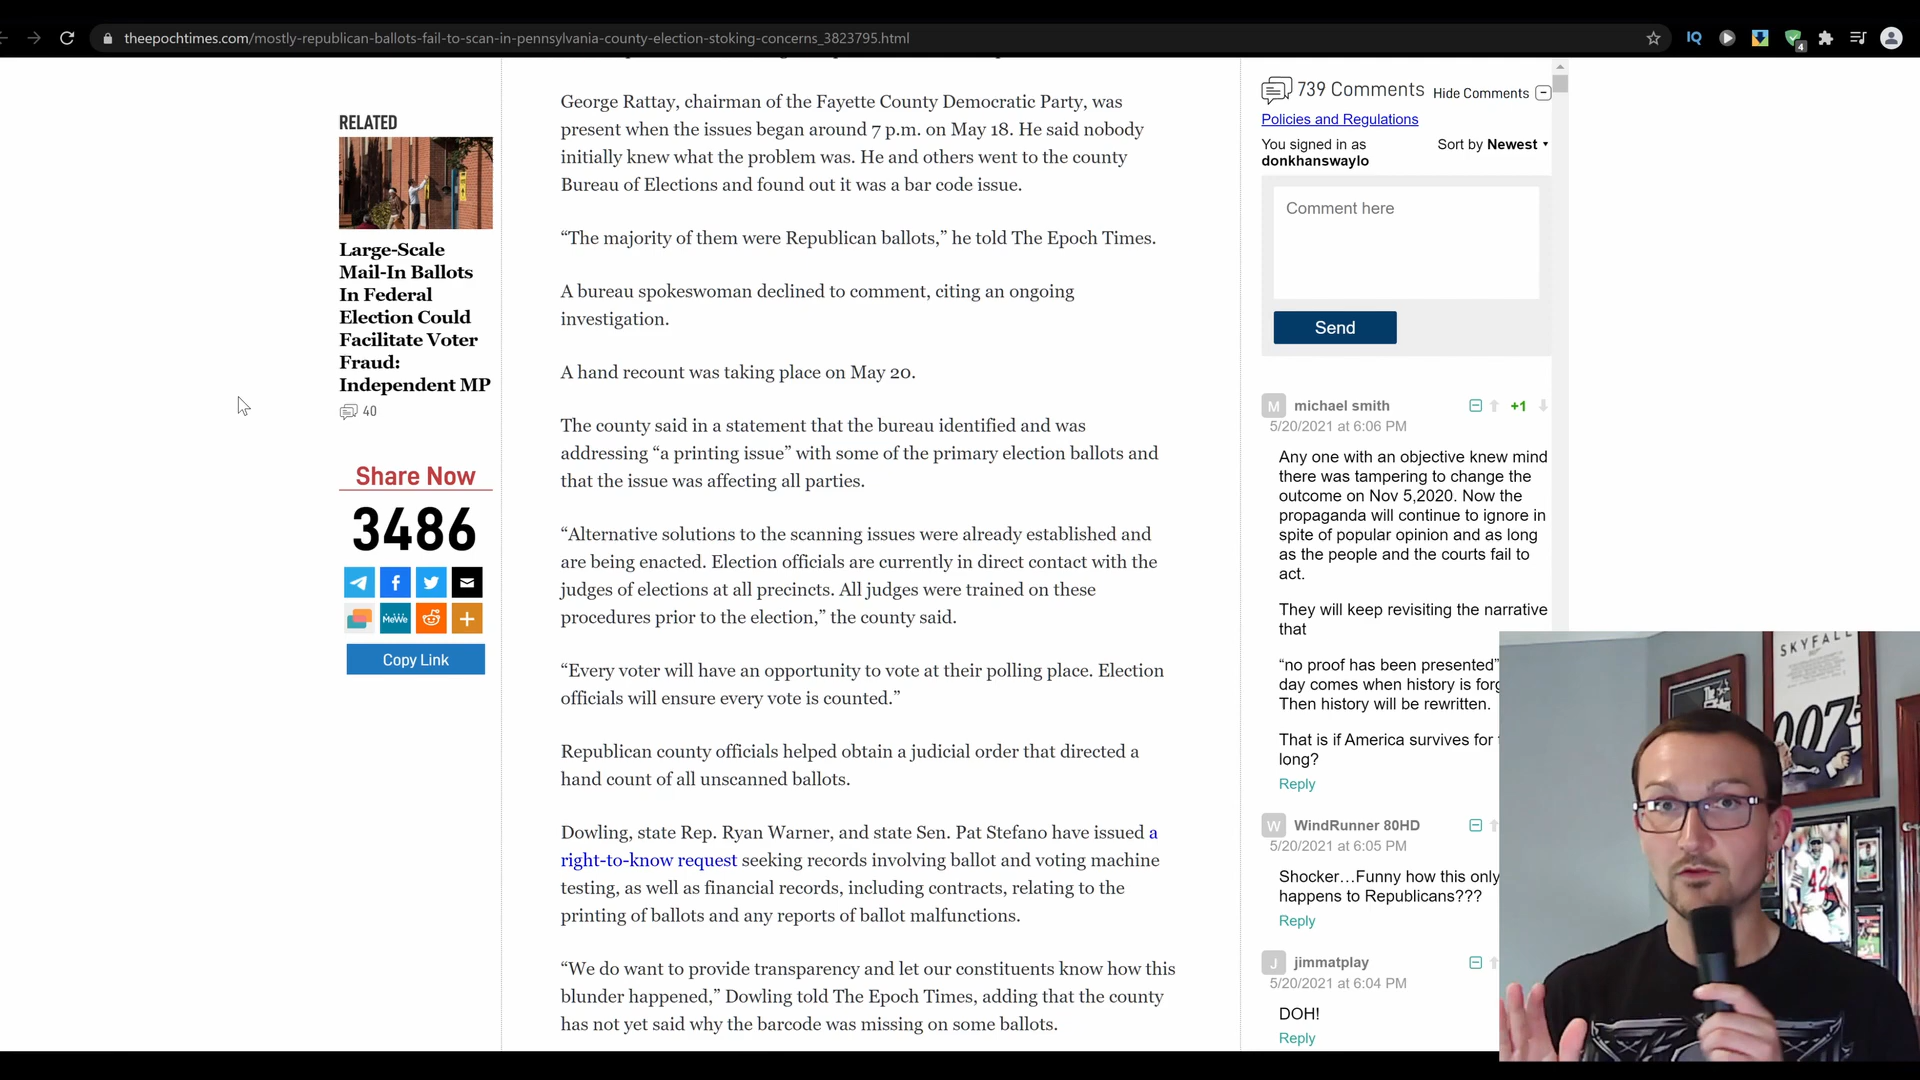 theepochtimes.com/mostly-republican-ballots-fail-to-scan-in-pennsylvania-county-election-stoking-concerns_3823795.html
IQ
4
RELATED
Large-Scale
Mail-In Ballots
In Federal
Election Could
Facilitate Voter
Fraud:
Independent MP
40
Share Now
3486
MeWe
Copy Link
George Rattay, chairman of the Fayette County Democratic Party, was
present when the issues began around 7 p.m. on May 18. He said nobody
initially knew what the problem was. He and others went to the county
Bureau of Elections and found out it was a bar code issue.
“The majority of them were Republican ballots,” he told The Epoch Times.
A bureau spokeswoman declined to comment, citing an ongoing
investigation.
A hand recount was taking place on May 20.
The county said in a statement that the bureau identified and was
addressing “a printing issue” with some of the primary election ballots and
that the issue was affecting all parties.
“Alternative solutions to the scanning issues were already established and
are being enacted. Election officials are currently in direct contact with the
judges of elections at all precincts. All judges were trained on these
procedures prior to the election,” the county said.
“Every voter will have an opportunity to vote at their polling place. Election
officials will ensure every vote is counted.”
Republican county officials helped obtain a judicial order that directed a
hand count of all unscanned ballots.
Dowling, state Rep. Ryan Warner, and state Sen. Pat Stefano have issued a
right-to-know request seeking records involving ballot and voting machine
testing, as well as financial records, including contracts, relating to the
printing of ballots and any reports of ballot malfunctions.
“We do want to provide transparency and let our constituents know how this
blunder happened,” Dowling told The Epoch Times, adding that the county
has not yet said why the barcode was missing on some ballots.
739 Comments Hide Comments
Policies and Regulations
You signed in as
donkhanswaylo
Sort by Newest
Comment here
Send
M michael smith +1
5/20/2021 at 6:06 PM
Any one with an objective knew mind
there was tampering to change the
outcome on Nov 5,2020. Now the
propaganda will continue to ignore in
spite of popular opinion and as long
as the people and the courts fail to
act.
They will keep revisiting the narrative
that
“no proof has been presented”
day comes when history is
Then history will be rewritten.
That is if America survives for
long?
Reply
W WindRunner 80HD
5/20/2021 at 6:05 PM
Shocker…Funny how this only
happens to Republicans???
Reply
J jimmatplay
5/20/2021 at 6:04 PM
DOH!
Reply
SKYFALL
007
42